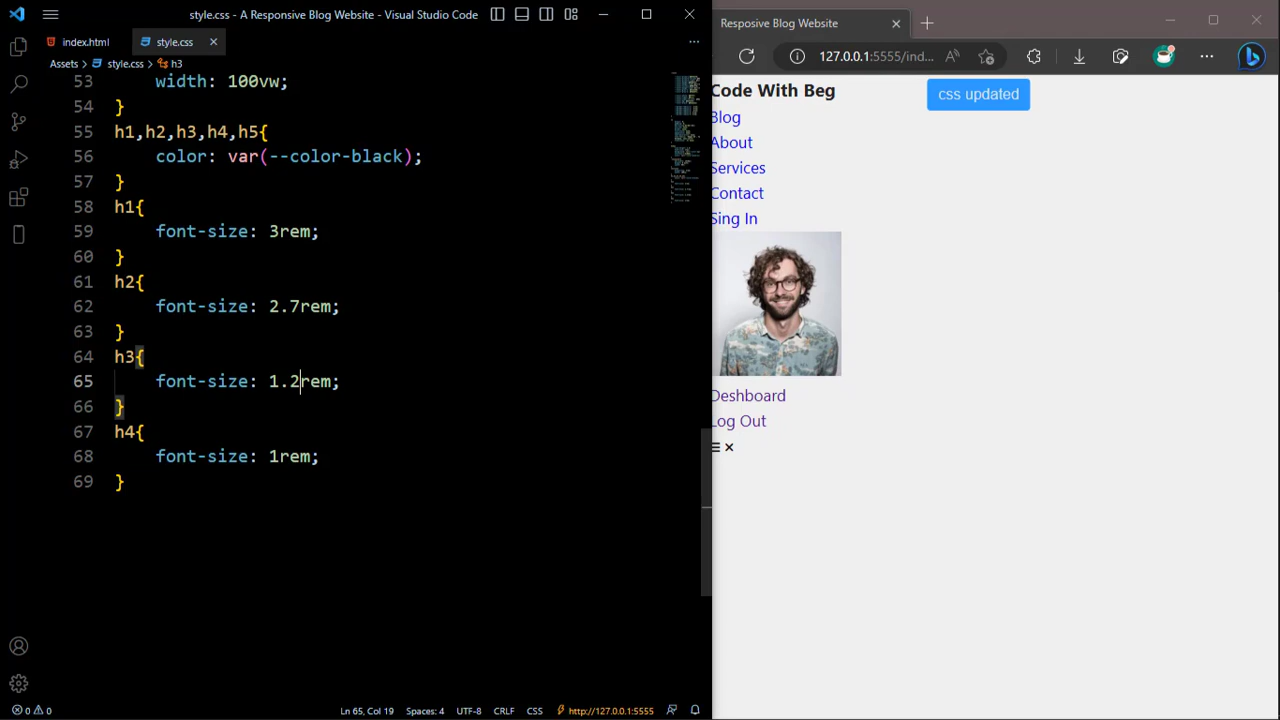 style.css - A Responsive Blog Website - Visual Studio Code
index.html
style.css
Assets > style.css > h3
53 width: 100vw;
54 }
55 h1,h2,h3,h4,h5{
56 color: var(--color-black);
57 }
58 h1{
59 font-size: 3rem;
60 }
61 h2{
62 font-size: 2.7rem;
63 }
64 h3{
65 font-size: 1.2rem;
66 }
67 h4{
68 font-size: 1rem;
69 }
0 0
Ln 65, Col 19
Spaces: 4
UTF-8
CRLF
CSS
http://127.0.0.1:5555
Resposive Blog Website
127.0.0.1:5555/ind...
Code With Beg
css updated
Blog
About
Services
Contact
Sing In
Deshboard
Log Out